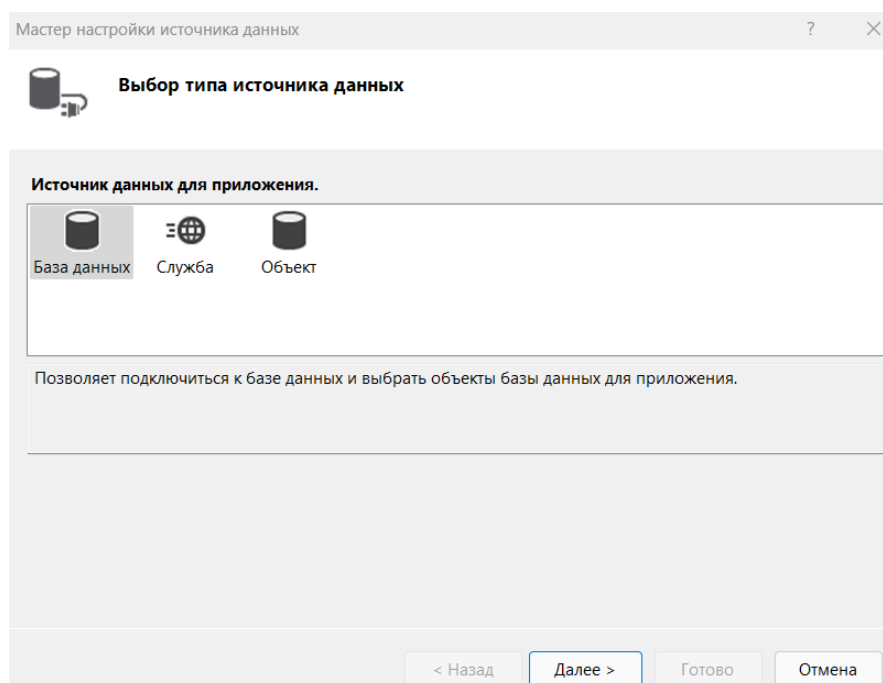 Мастер настройки источника данных ?
Выбор типа источника данных
Источник данных для приложения.
База данных Служба Объект
Позволяет подключиться к базе данных и выбрать объекты базы данных для приложения.
< Назад Далее > Готово Отмена